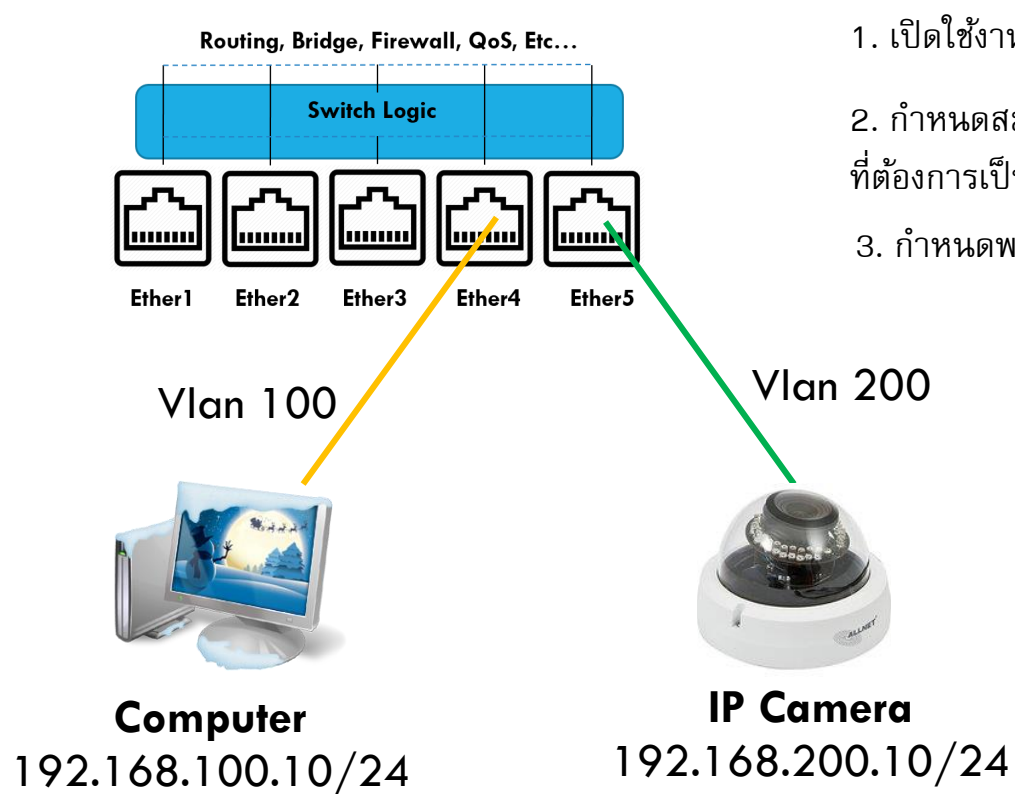 Routing, Bridge, Firewall, QoS, Etc...
Switch Logic
Ether1 Ether2 Ether3 Ether4 Ether5
1. เปิดใช้งาน
2. กำหนดส
ที่ต้องการเป็น
3. กำหนดพ
Vlan 100
Vlan 200
ALLNET
Computer
192.168.100.10/24
IP Camera
192.168.200.10/24